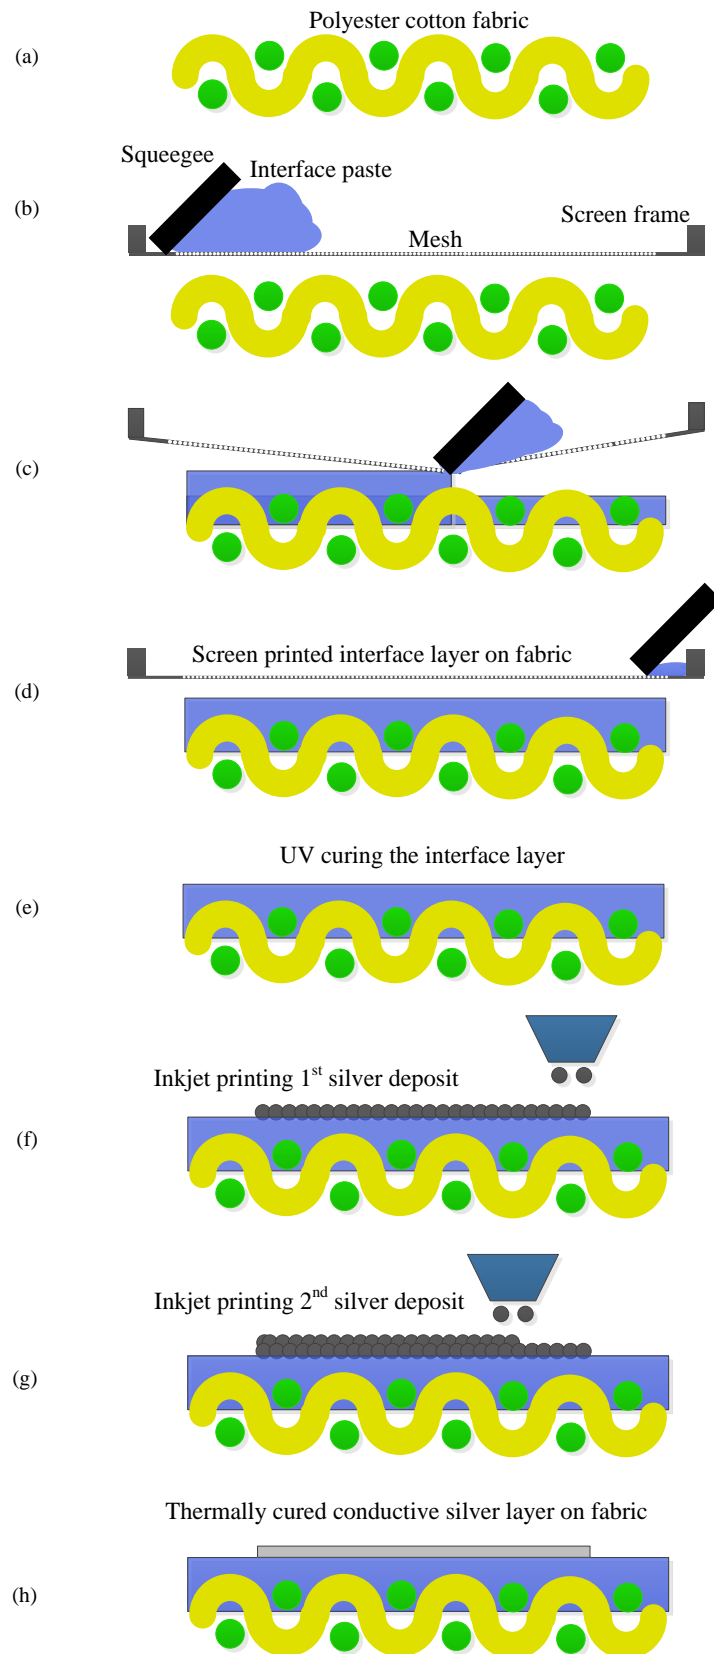 Polyester cotton fabric
(a)
Squeegee
Interface paste
(b)
Screen frame
Mesh
(c)
Screen printed interface layer on fabric
(d)
UV curing the interface layer
(e)
Inkjet printing 1st silver deposit
(f)
Inkjet printing 2nd silver deposit
(g)
Thermally cured conductive silver layer on fabric
(h)